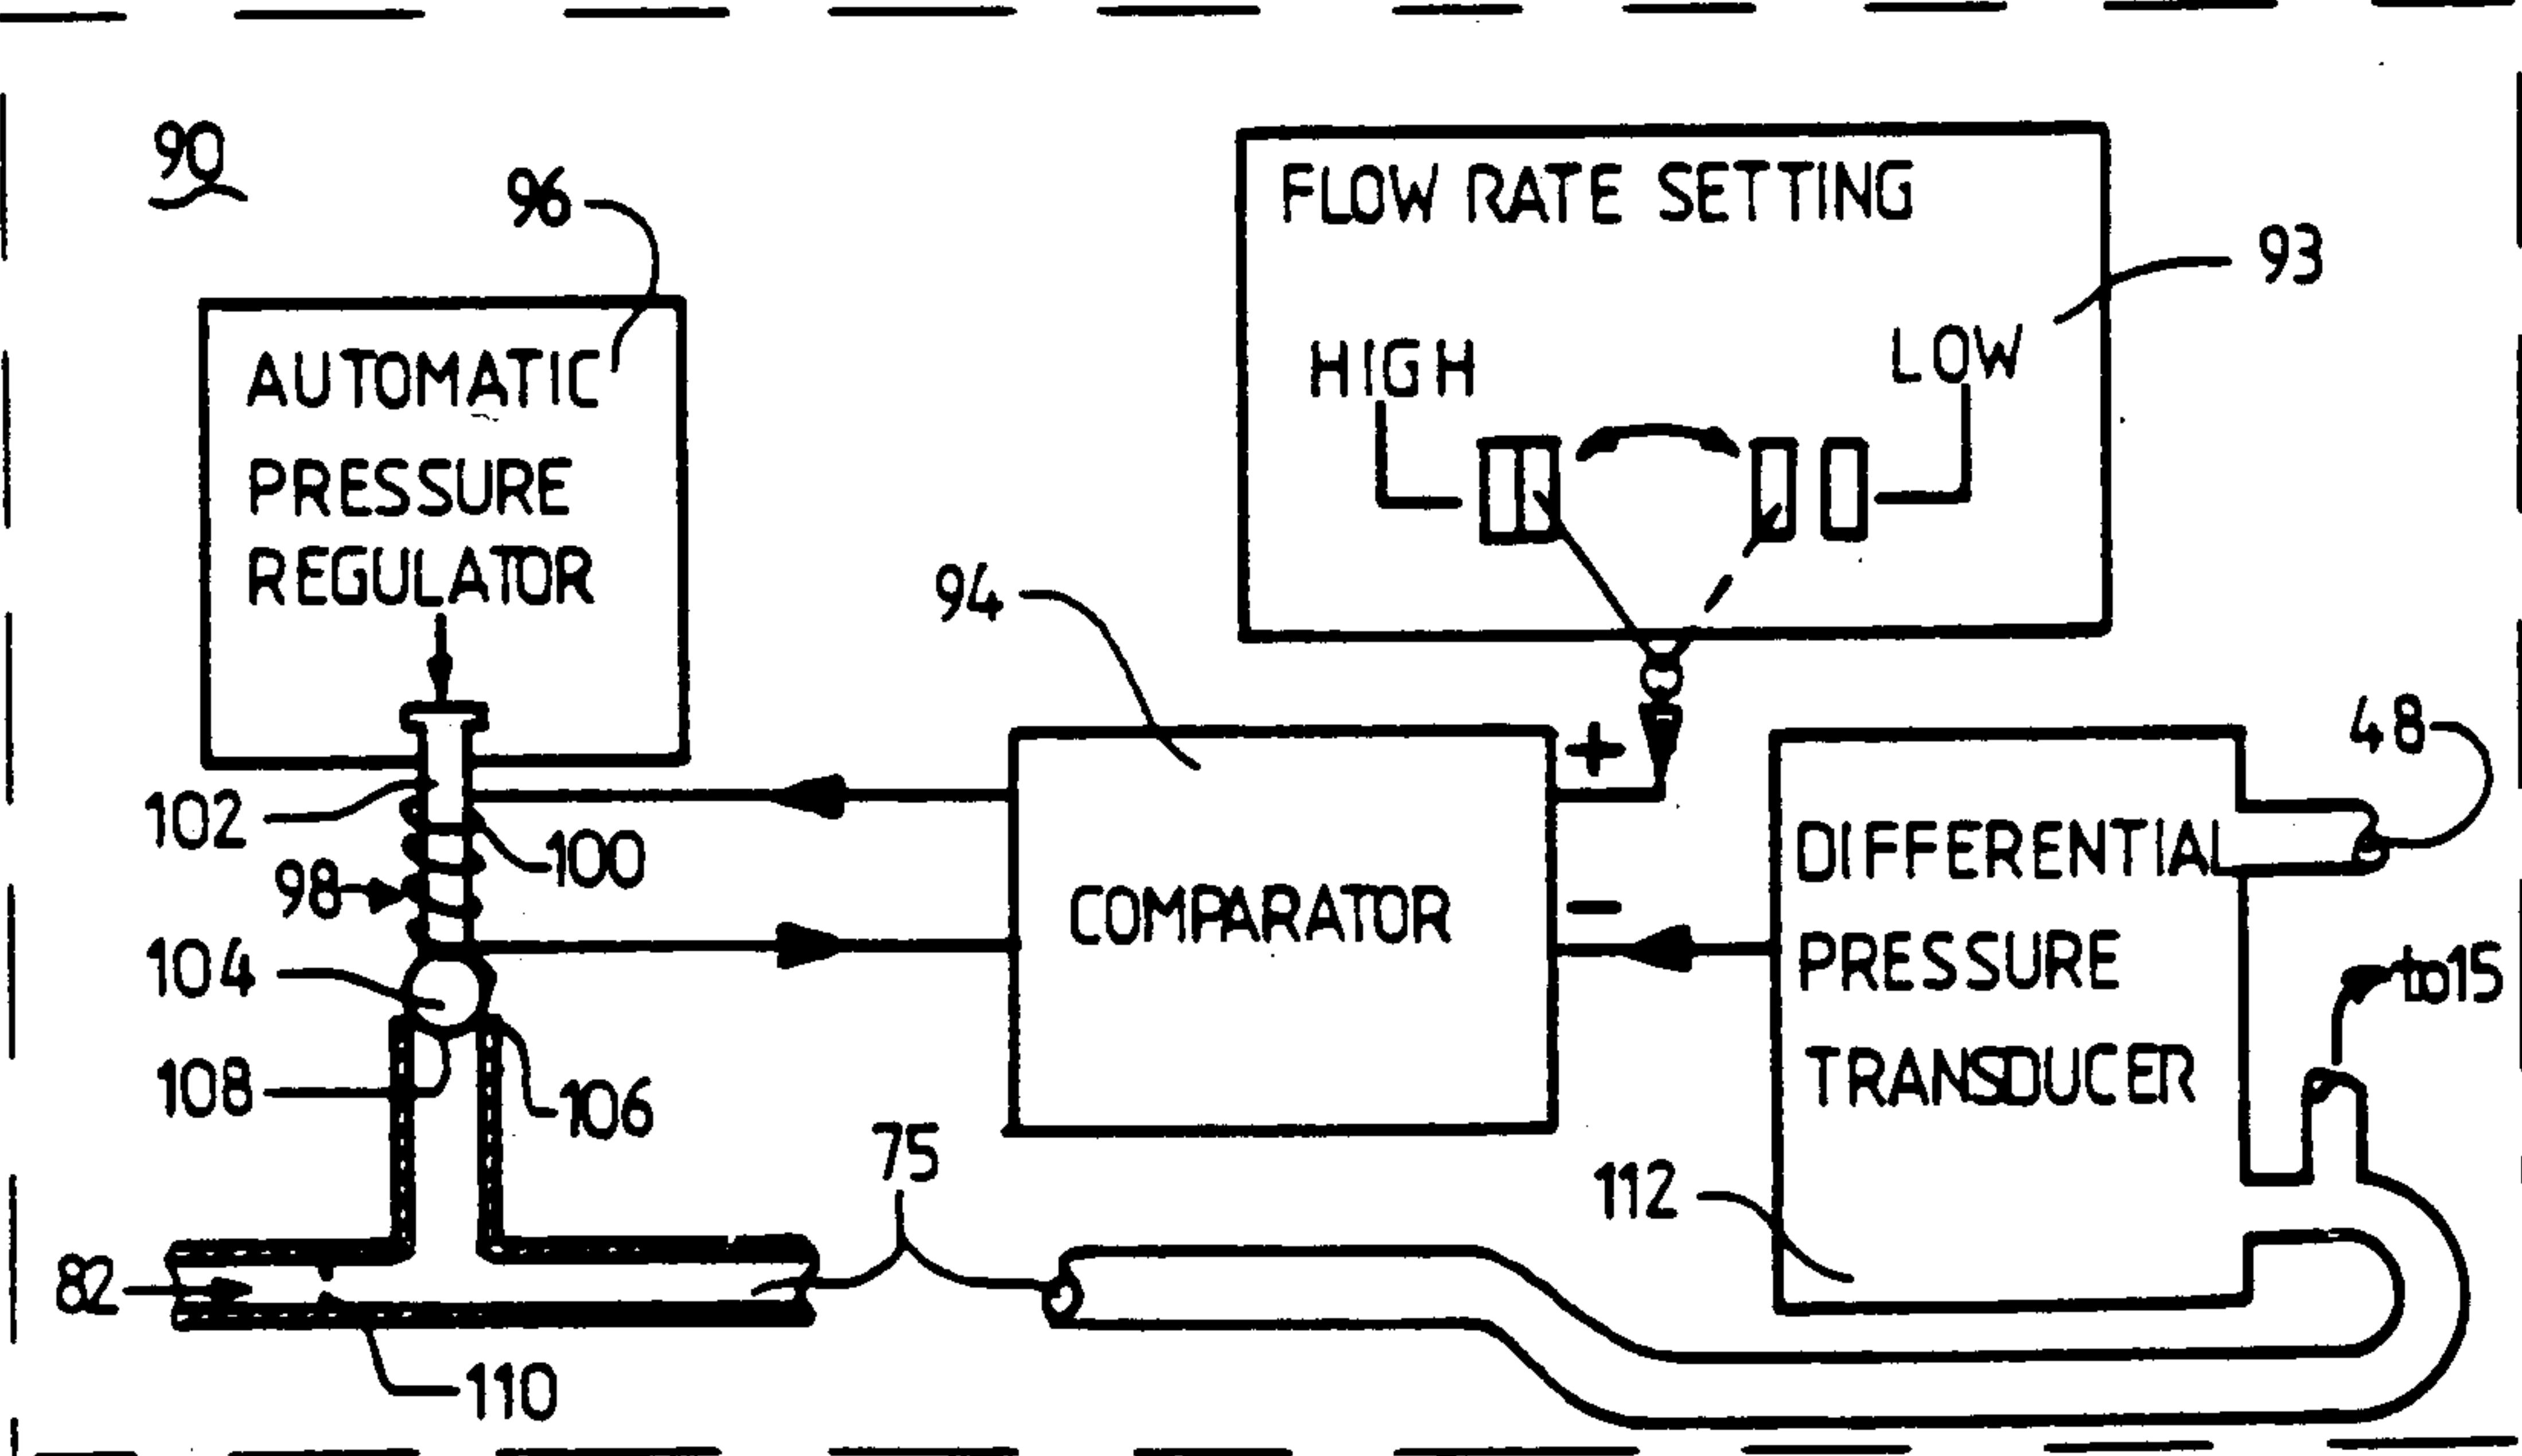 90
96
FLOW RATE SETTING
93
HIGH
LOW
AUTOMATIC
PRESSURE
REGULATOR
94
48
+
102
100
98
COMPARATOR
−
DIFFERENTIAL
PRESSURE
TRANSDUCER
104
to15
108
106
75
112
82
110